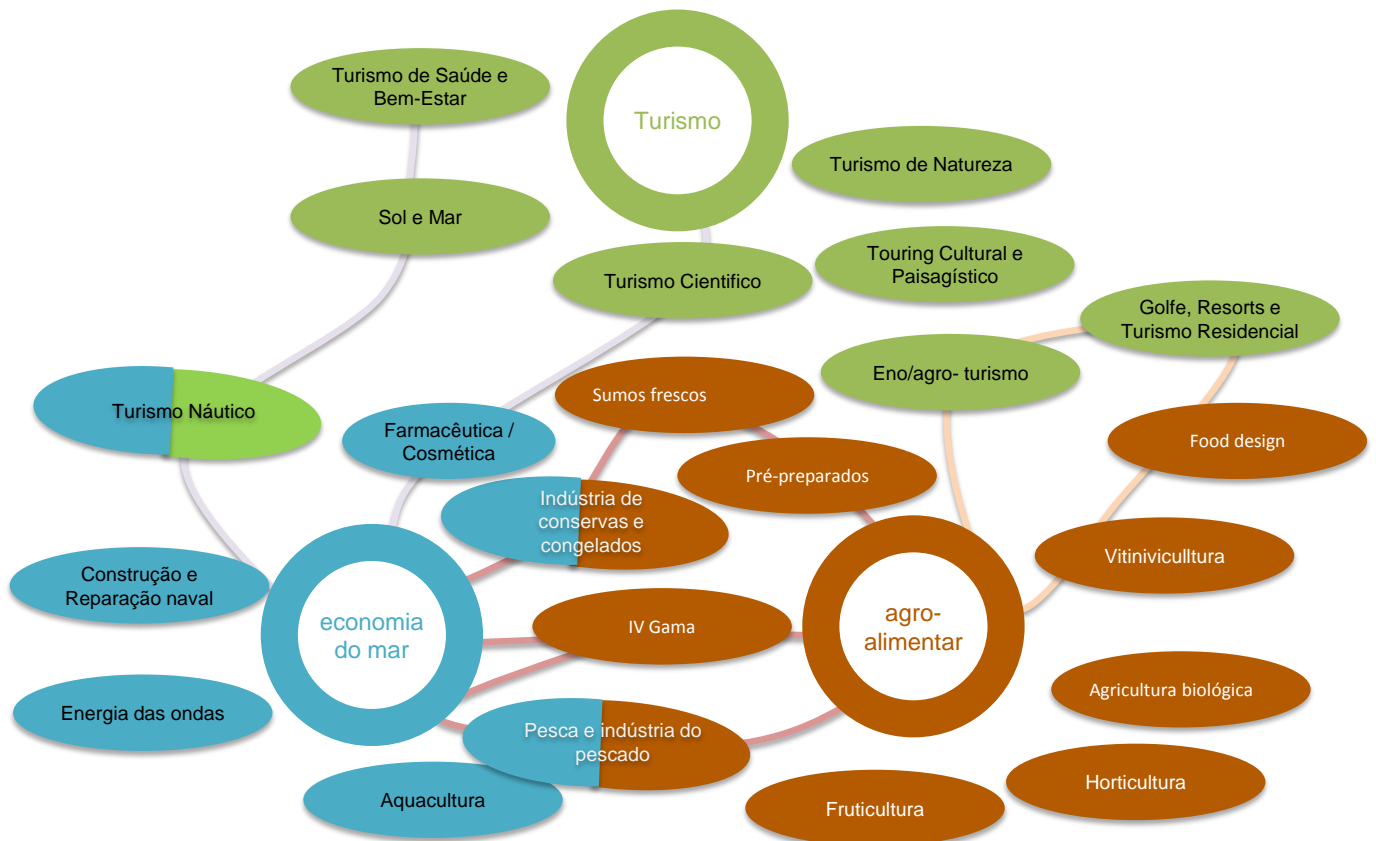 Turismo de Saúde e
Bem-Estar
Turismo
Turismo de Natureza
Sol e Mar
Touring Cultural e
Paisagístico
Turismo Cientifico
Golfe, Resorts e
Turismo Residencial
Eno/agro- turismo
Sumos frescos
Turismo Náutico
Farmacêutica /
Cosmética
Food design
Pré-preparados
Indústria de
conservas e
congelados
Vitiniviculltura
Construção e
Reparação naval
economia
do mar
IV Gama
agro-
alimentar
Agricultura biológica
Energia das ondas
Pesca e indústria do
pescado
Horticultura
Aquacultura
Fruticultura